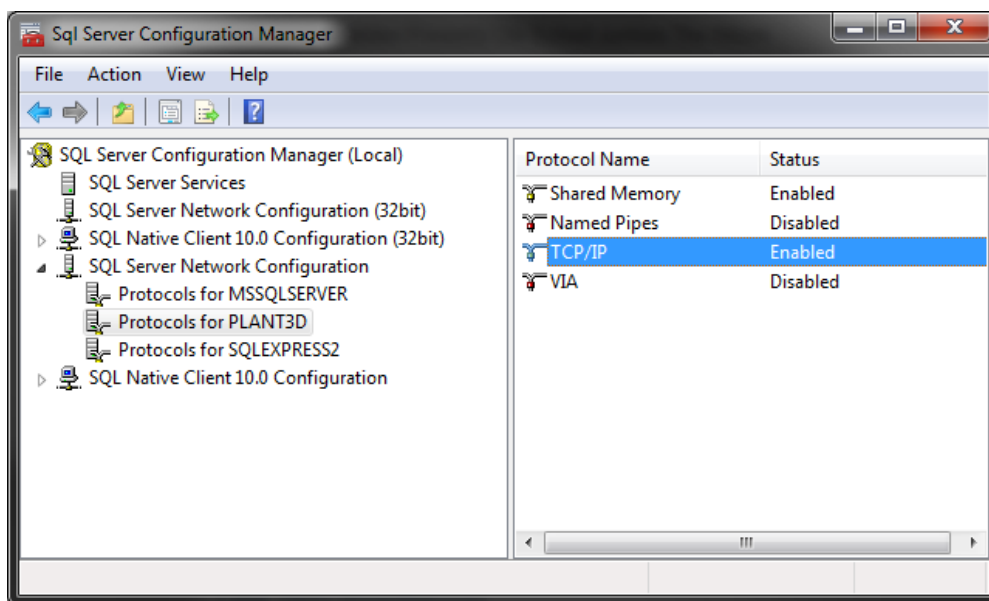 Sql Server Configuration Manager
File Action View Help
SQL Server Configuration Manager (Local)
SQL Server Services
SQL Server Network Configuration (32bit)
SQL Native Client 10.0 Configuration (32bit)
SQL Server Network Configuration
Protocols for MSSQLSERVER
Protocols for PLANT3D
Protocols for SQLEXPRESS2
SQL Native Client 10.0 Configuration
Protocol Name Status
Shared Memory Enabled
Named Pipes Disabled
TCP/IP Enabled
VIA Disabled